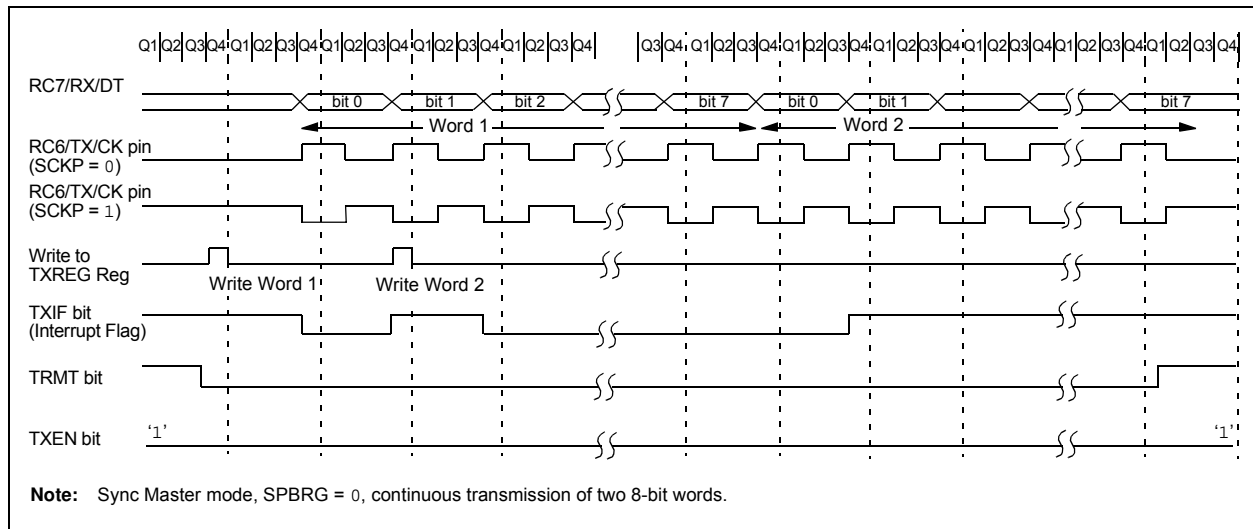 Q1 Q2 Q3 Q4 Q1 Q2 Q3 Q4 Q1 Q2 Q3 Q4 Q1 Q2 Q3 Q4 Q1 Q2 Q3 Q4 Q3 Q4 Q1 Q2 Q3 Q4 Q1 Q2 Q3 Q4 Q1 Q2 Q3 Q4 Q1 Q2 Q3 Q4 Q1 Q2 Q3 Q4 Q1 Q2 Q3 Q4
RC7/RX/DT
bit 0 bit 1 bit 2 bit 7 bit 0 bit 1 bit 7
Word 1 Word 2
RC6/TX/CK pin
(SCKP = 0)
RC6/TX/CK pin
(SCKP = 1)
Write to
TXREG Reg
Write Word 1 Write Word 2
TXIF bit
(Interrupt Flag)
TRMT bit
TXEN bit
‘1’ ‘1’
Note: Sync Master mode, SPBRG = 0, continuous transmission of two 8-bit words.